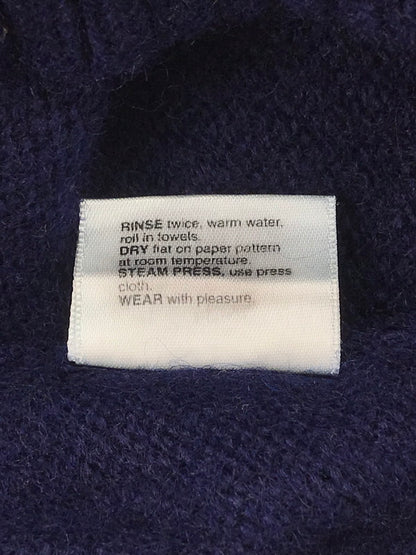 RINSE twice, warm water,
roll in towels.
DRY flat on paper pattern
at room temperature.
STEAM PRESS, use press
cloth.
WEAR with pleasure.